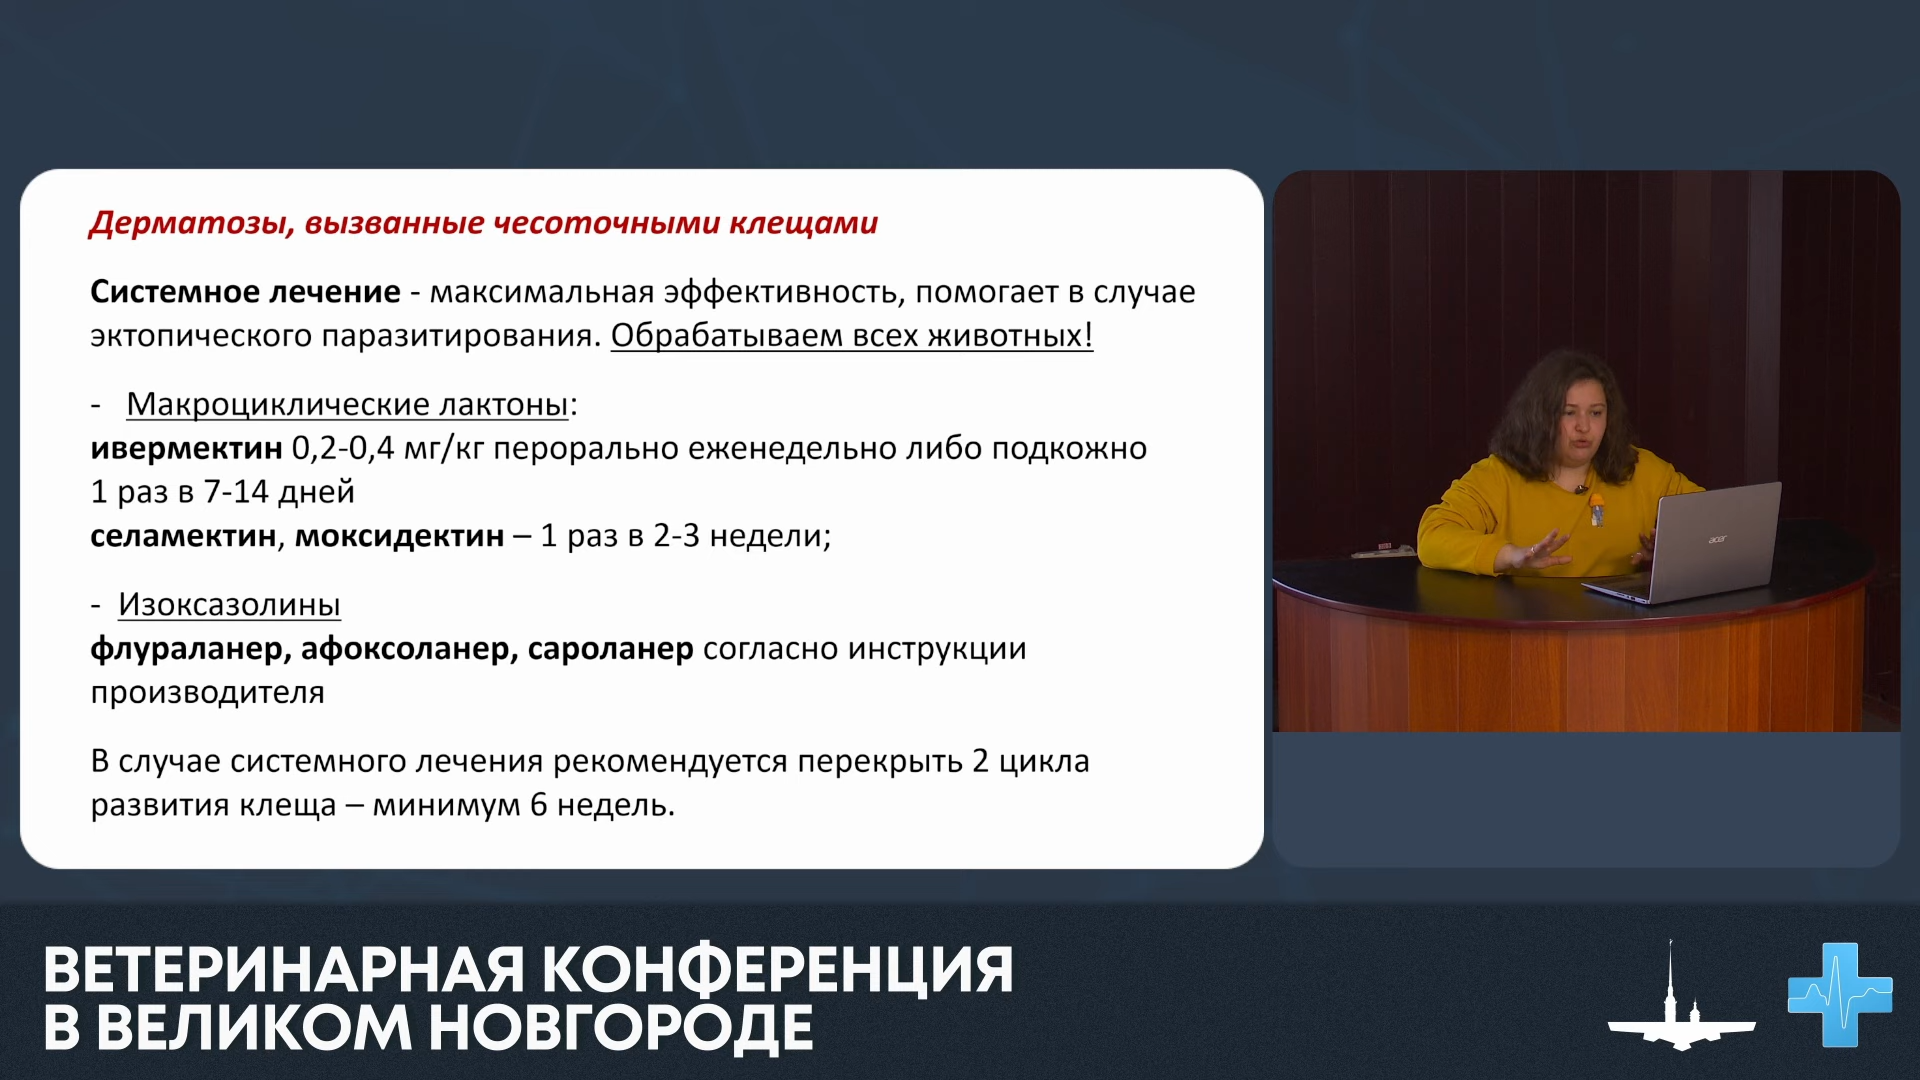 Дерматозы, вызванные чесоточными клещами
Системное лечение - максимальная эффективность, помогает в случае
эктопического паразитирования. Обрабатываем всех животных!
- Макроциклические лактоны:
ивермектин 0,2-0,4 мг/кг перорально еженедельно либо подкожно
1 раз в 7-14 дней
селамектин, моксидектин – 1 раз в 2-3 недели;
- Изоксазолины
флураланер, афоксоланер, сароланер согласно инструкции
производителя
В случае системного лечения рекомендуется перекрыть 2 цикла
развития клеща – минимум 6 недель.
acer
ВЕТЕРИНАРНАЯ КОНФЕРЕНЦИЯ
В ВЕЛИКОМ НОВГОРОДЕ